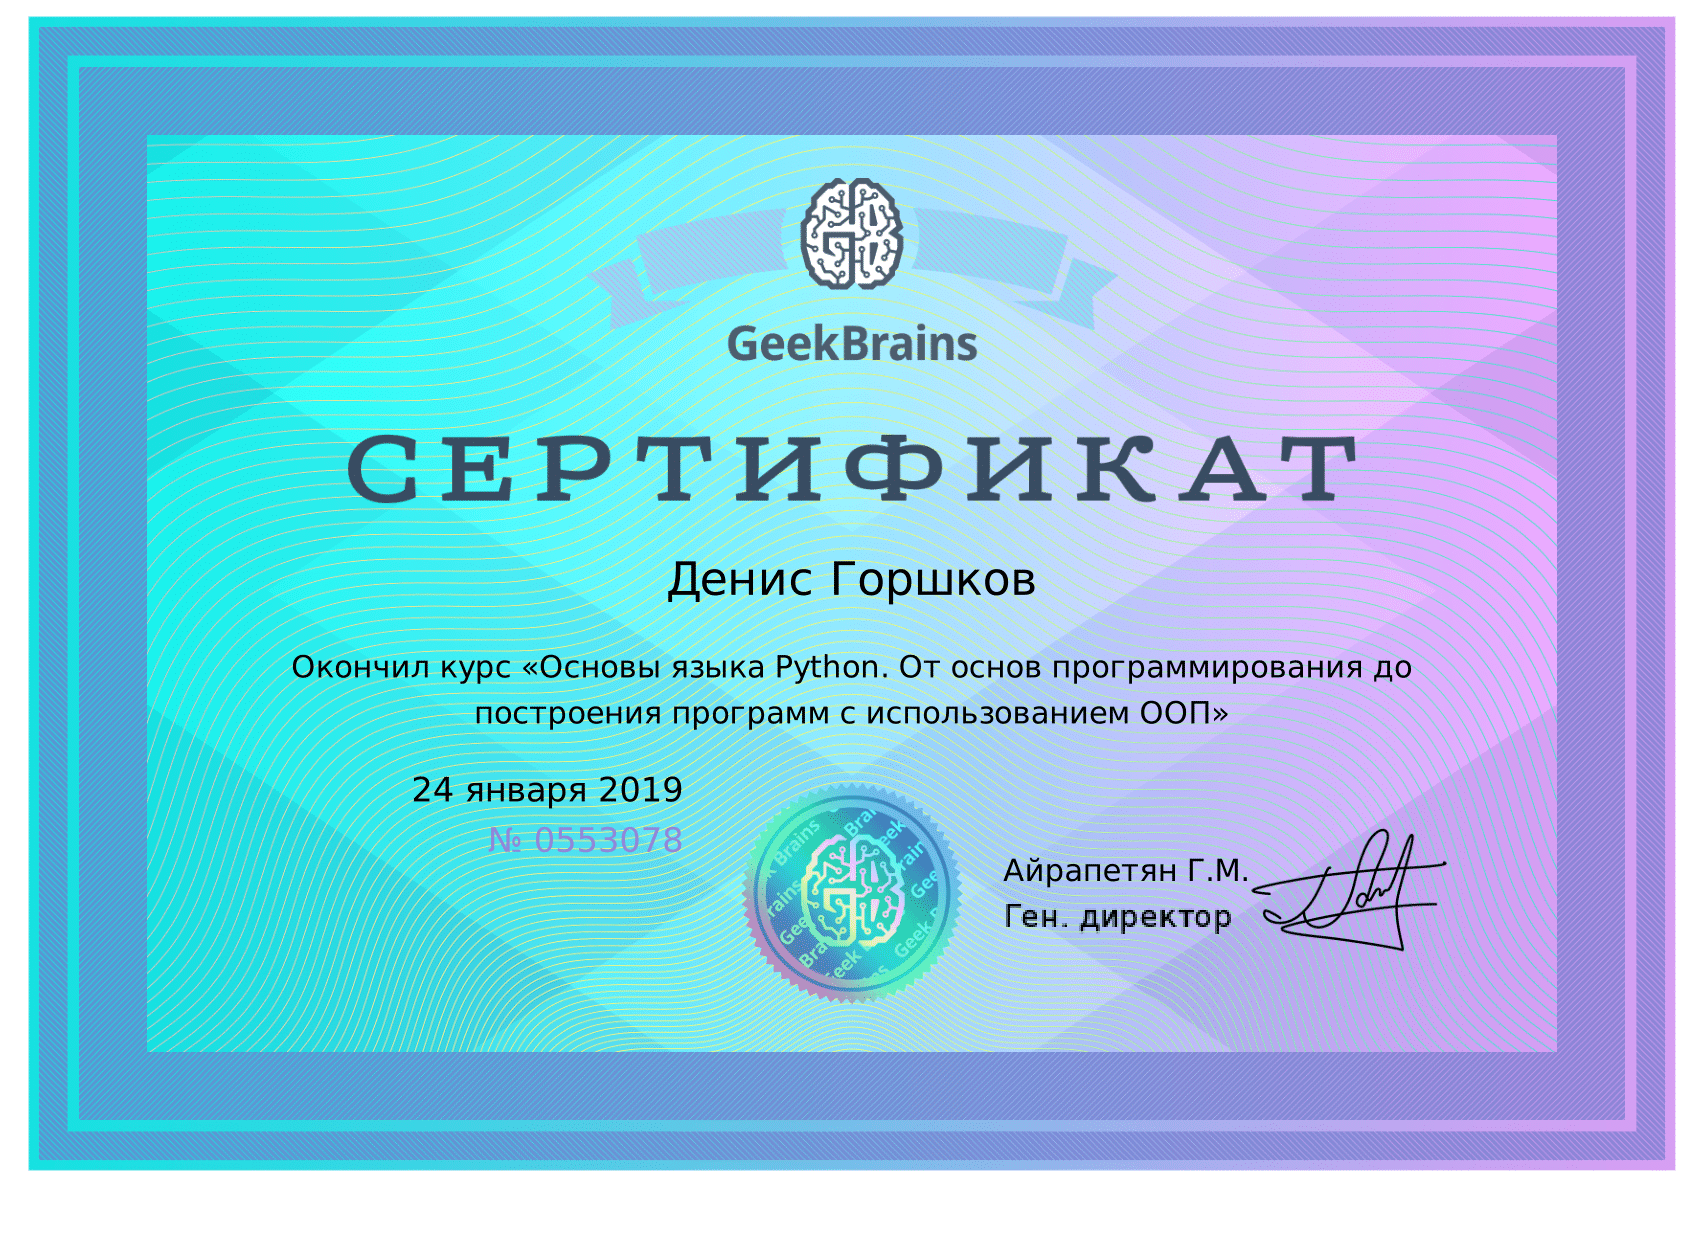 GeekBrains
СЕРТИФИКАТ
Денис Горшков
Окончил курс «Основы языка Python. От основ программирования до
построения программ с использованием ООП»
24 января 2019
№ 0553078
Айрапетян Г.М.
Ген. директор